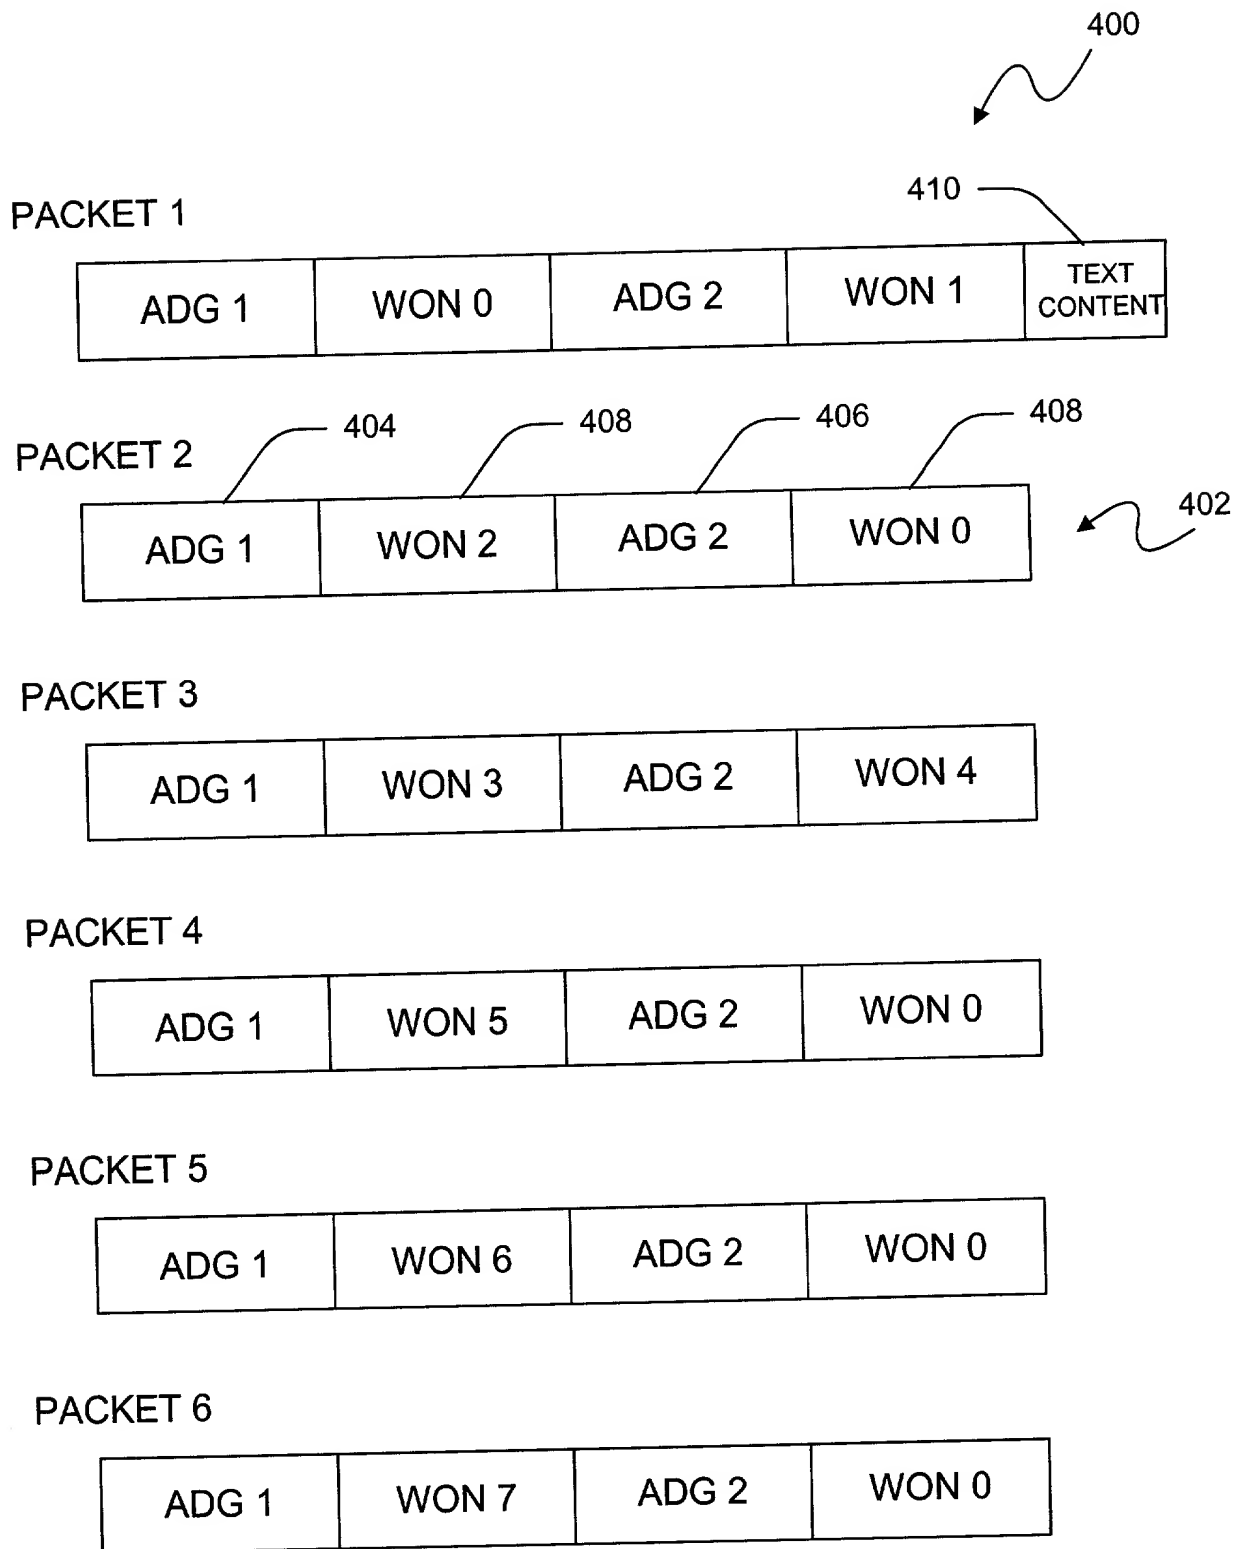 400
410
PACKET 1
ADG 1 WON 0 ADG 2 WON 1 TEXT
CONTENT
404 408 406 408
PACKET 2
402
ADG 1 WON 2 ADG 2 WON 0
PACKET 3
ADG 1 WON 3 ADG 2 WON 4
PACKET 4
ADG 1 WON 5 ADG 2 WON 0
PACKET 5
ADG 1 WON 6 ADG 2 WON 0
PACKET 6
ADG 1 WON 7 ADG 2 WON 0